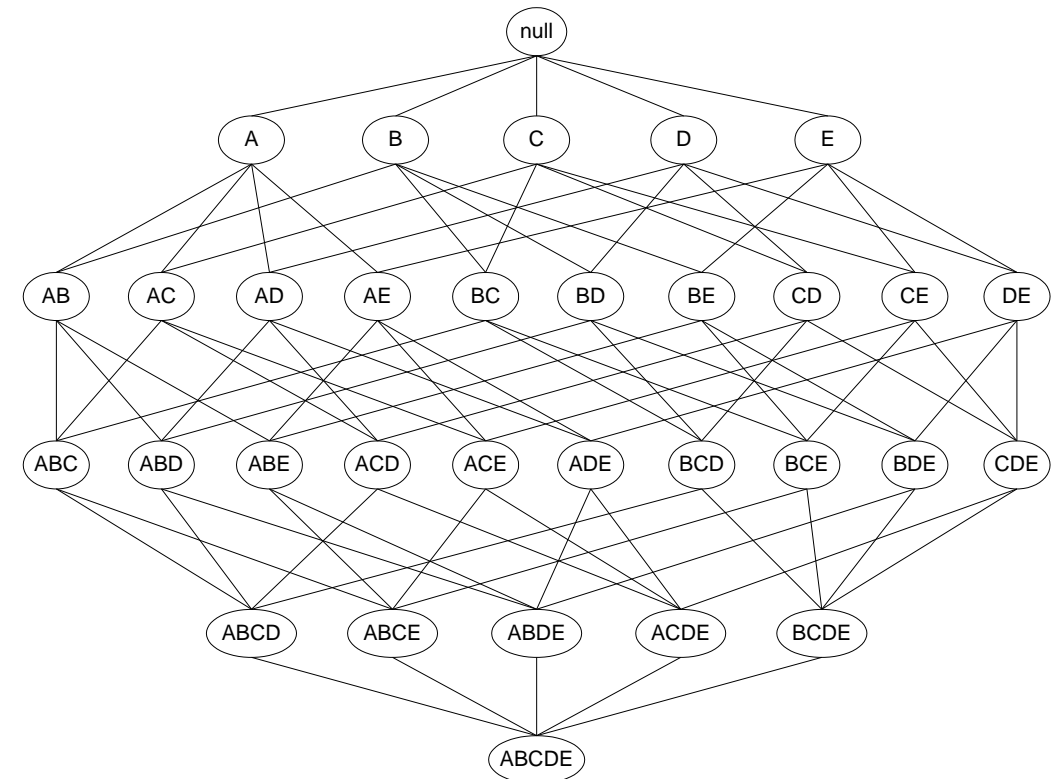 null
A B C D E
AB AC AD AE BC BD BE CD CE DE
ABC ABD ABE ACD ACE ADE BCD BCE BDE CDE
ABCD ABCE ABDE ACDE BCDE
ABCDE